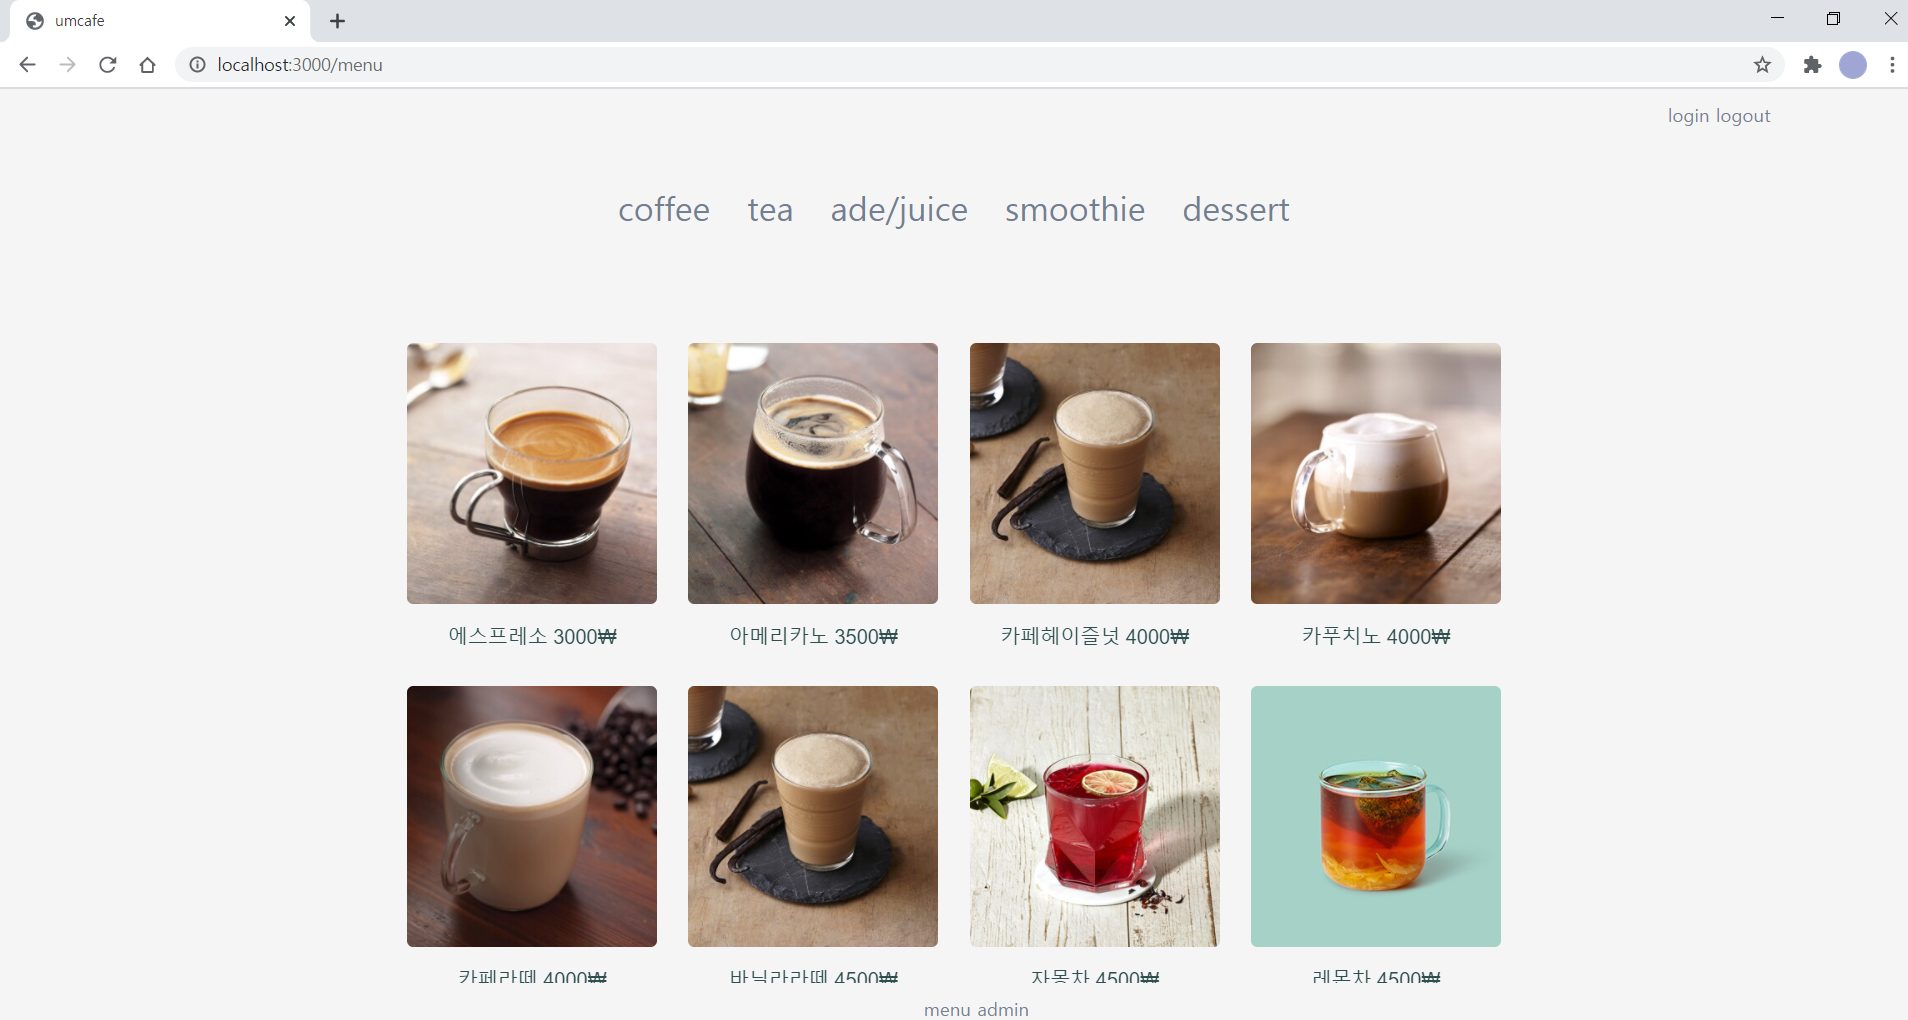 umcafe
localhost:3000/menu
login logout
coffee tea ade/juice smoothie dessert
에스프레소 3000₩ 아메리카노 3500₩ 카페헤이즐넛 4000₩ 카푸치노 4000₩
카페라떼 4000₩ 바닐라라떼 4500₩ 자몽차 4500₩ 레몬차 4500₩
menu admin